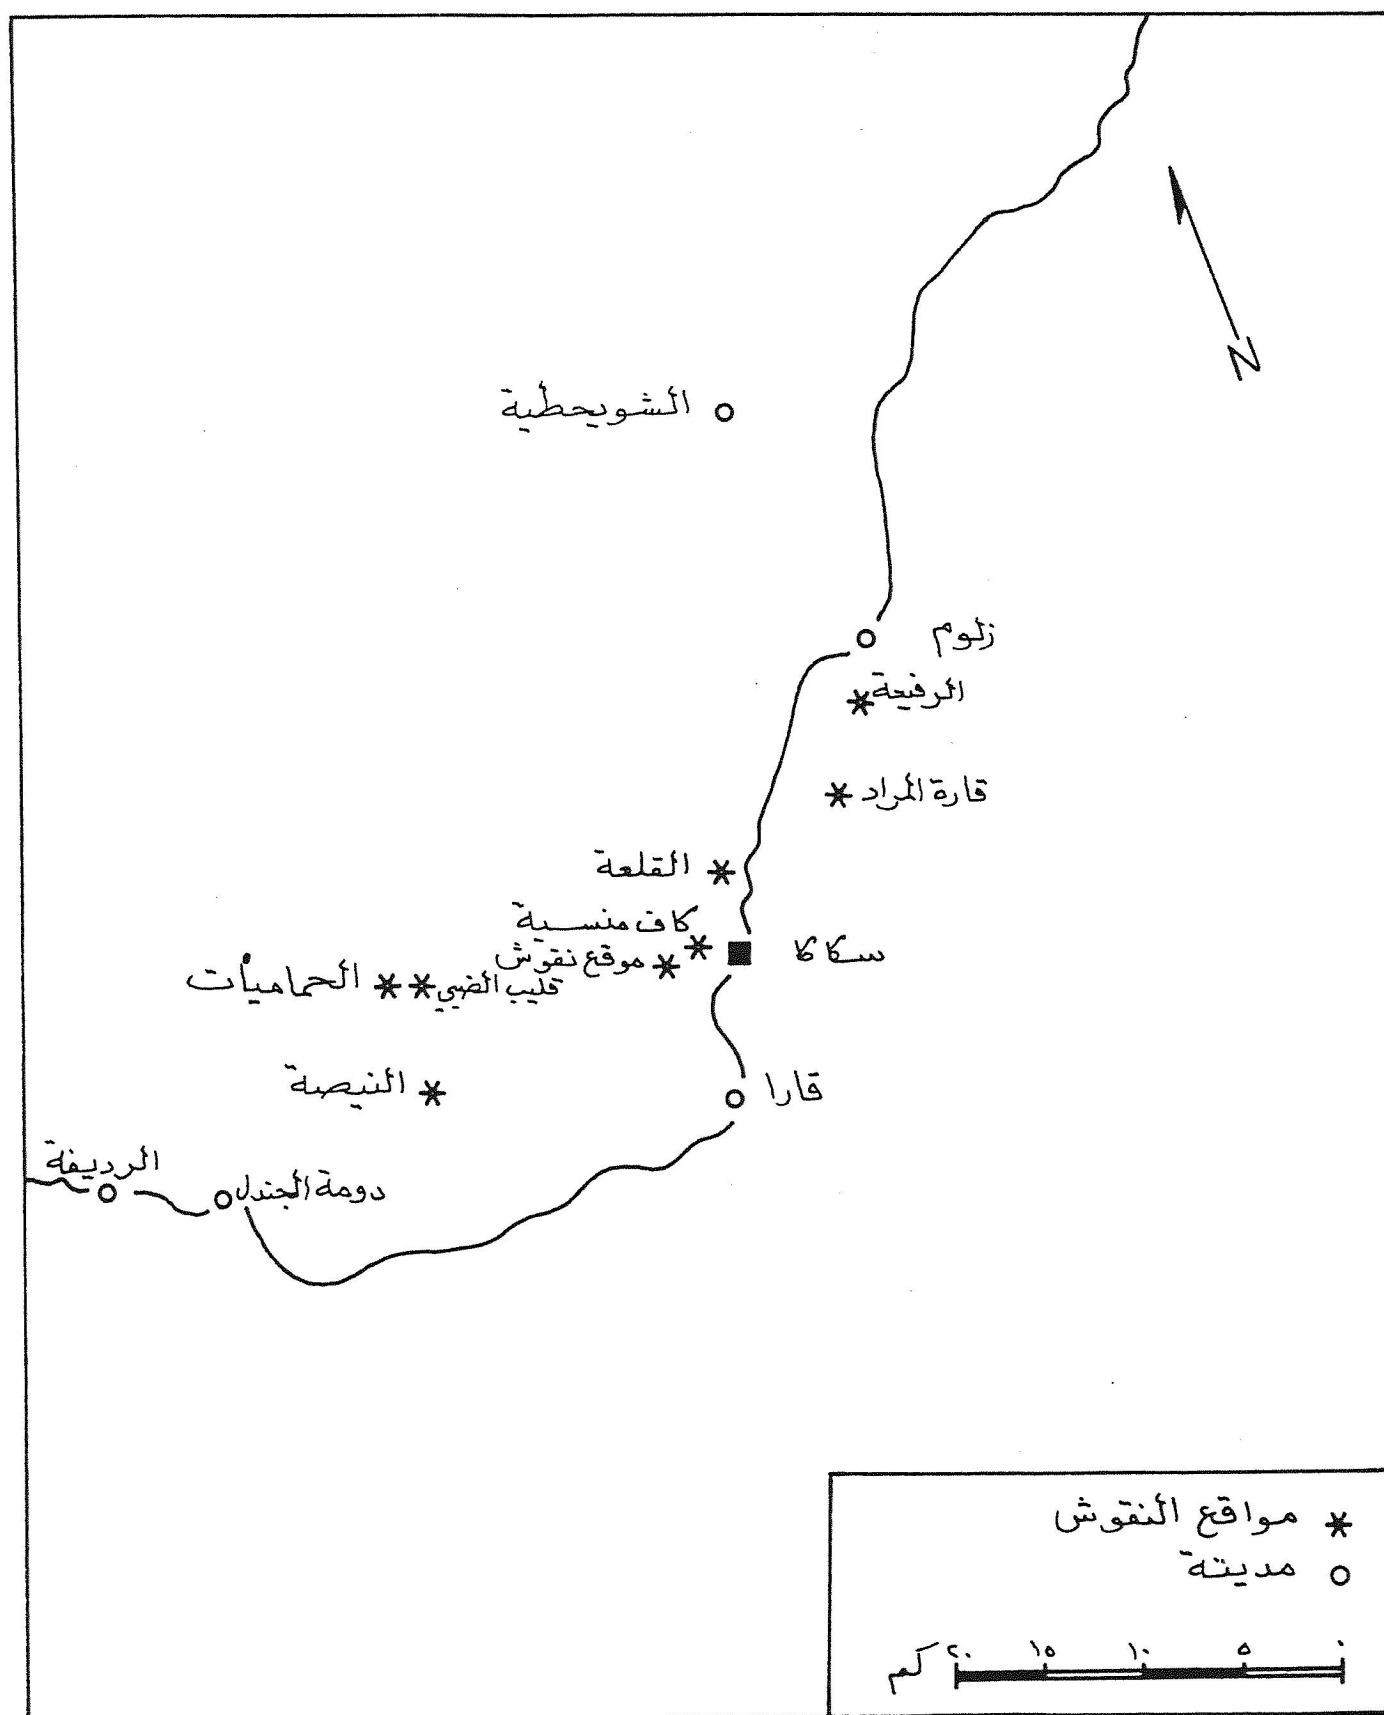 N
الشويحطية
زلوم
الرفيعة
قارة المراد
القلعة
كاف منسية
سكاكا
موقع نقوش
قليب الضبي
الحماميات
قارا
النيصة
الرديفة
دومة الجندل
مواقع النقوش
مدينة
٠ ٥ ١٠ ١٥ ٢٠ كم